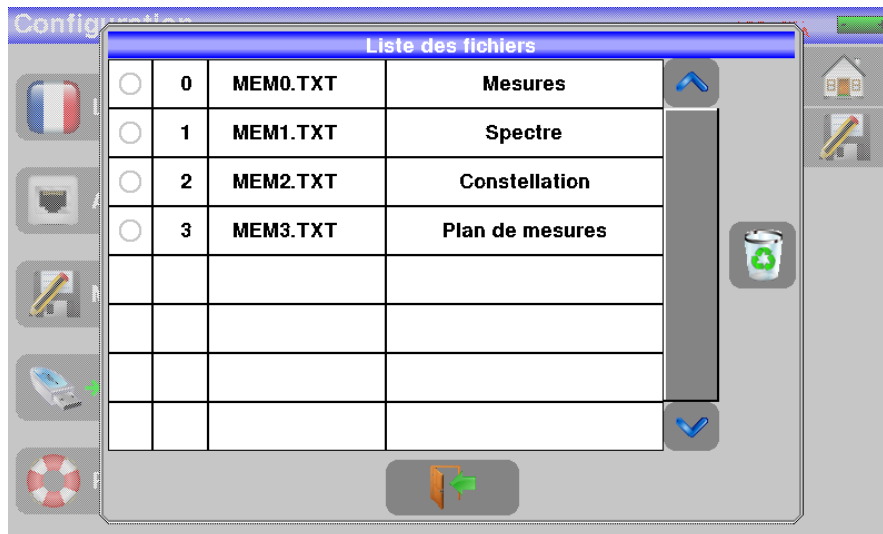 Liste des fichiers
0 MEM0.TXT Mesures
1 MEM1.TXT Spectre
2 MEM2.TXT Constellation
3 MEM3.TXT Plan de mesures